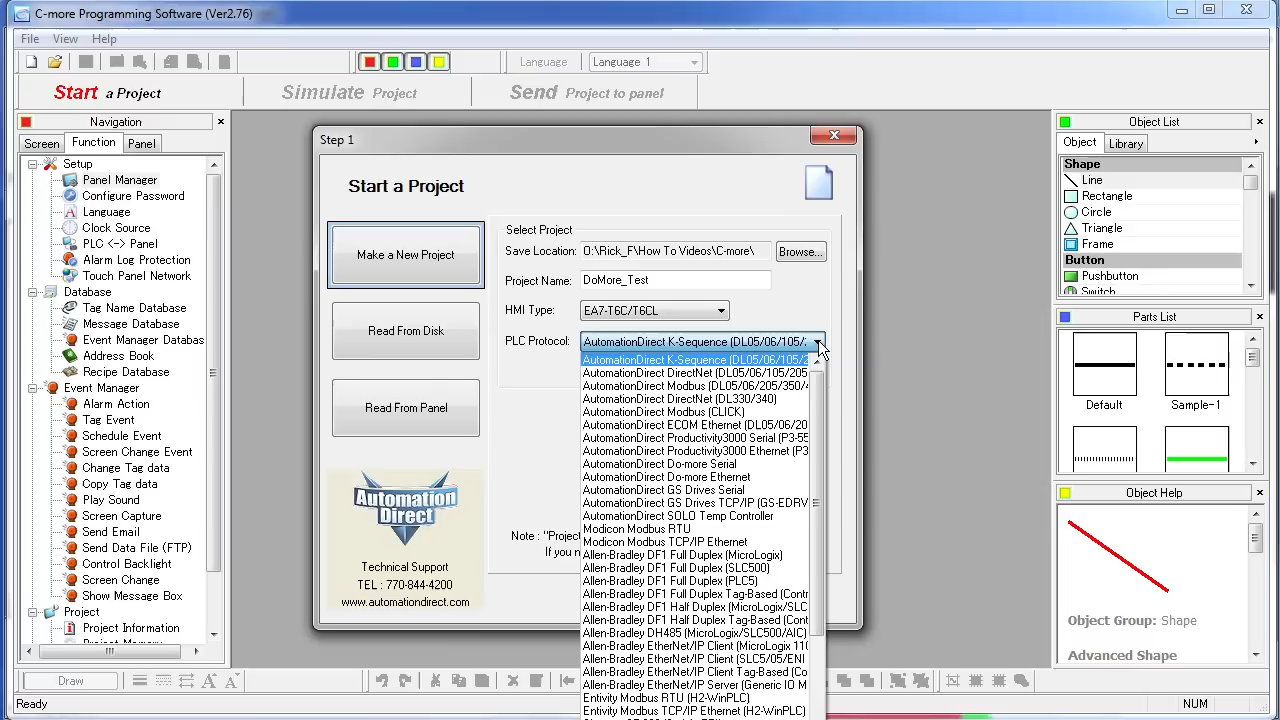 C-more Programming Software (Ver2.76)
File View Help
Language
Language 1
Start a Project
Simulate Project
Send Project to panel
Navigation
Screen Function
Setup
Panel Manager
Configure Password
Language
Clock Source
PLC <-> Panel
Alarm Log Protection
Touch Panel Network
Database
Tag Name Database
Message Database
Picture Database
Address Book
Recipe Database
Event Manager
Alarm Action
Tag Event
Schedule Event
Screen Change Event
Change Tag data
Copy Tag data
Play Sound
Screen Capture
Send Email
Send Data File (FTP)
Control Backlight
Screen Change
Show Message Box
Project
Project Information
Draw
Ready
Step 1
Start a Project
Make a New Project
Read From Disk
Read From Panel
Automation
Direct
Technical Support
TEL : 770-844-4200
www.automationdirect.com
Select Project
Save Location: O:\Rick_F\How To Videos\C-more\ Browse...
Project Name: DoMore_Test
HMI Type: EA7-T6C/T6CL
PLC Protocol: AutomationDirect K-Sequence (DL05/06/105/
AutomationDirect K-Sequence (DL05/06/105/2
AutomationDirect DirectNet (DL05/06/105/205
AutomationDirect Modbus (DL05/06/205/350/4
AutomationDirect DirectNet (DL330/340)
AutomationDirect Modbus (CLICK)
AutomationDirect ECOM Ethernet (DL05/06/20
AutomationDirect Productivity3000 Serial (P3-55
AutomationDirect Productivity3000 Ethernet (P3
AutomationDirect Do-more Serial
AutomationDirect Do-more Ethernet
AutomationDirect GS Drives Serial
AutomationDirect GS Drives TCP/IP (GS-EDRV
AutomationDirect SOLO Temp Controller
Modicon Modbus RTU
Modicon Modbus TCP/IP Ethernet
Allen-Bradley DF1 Full Duplex (MicroLogix)
Allen-Bradley DF1 Full Duplex (SLC500)
Allen-Bradley DF1 Full Duplex (PLC5)
Allen-Bradley DF1 Full Duplex Tag-Based (Cont
Allen-Bradley DF1 Half Duplex (MicroLogix/SLC
Allen-Bradley DF1 Half Duplex Tag-Based (Cont
Allen-Bradley DH485 MicroLogix/SLC500/AIC)
Allen-Bradley EtherNet/IP Client (MicroLogix 110
Allen-Bradley EtherNet/IP Client (SLC5/05/ENI
Allen-Bradley EtherNet/IP Client Tag-Based (Co
Allen-Bradley EtherNet/IP Server (Generic IO M
Entivity Modbus RTU (H2-WinPLC)
Entivity Modbus TCP/IP Ethernet (H2-WinPLC)
Note : "Project
If you n
Object List
Object Library
Shape
Line
Rectangle
Circle
Triangle
Frame
Button
Pushbutton
Switch
Parts List
Default
Sample-1
Object Help
Object Group: Shape
Advanced Shape
NUM